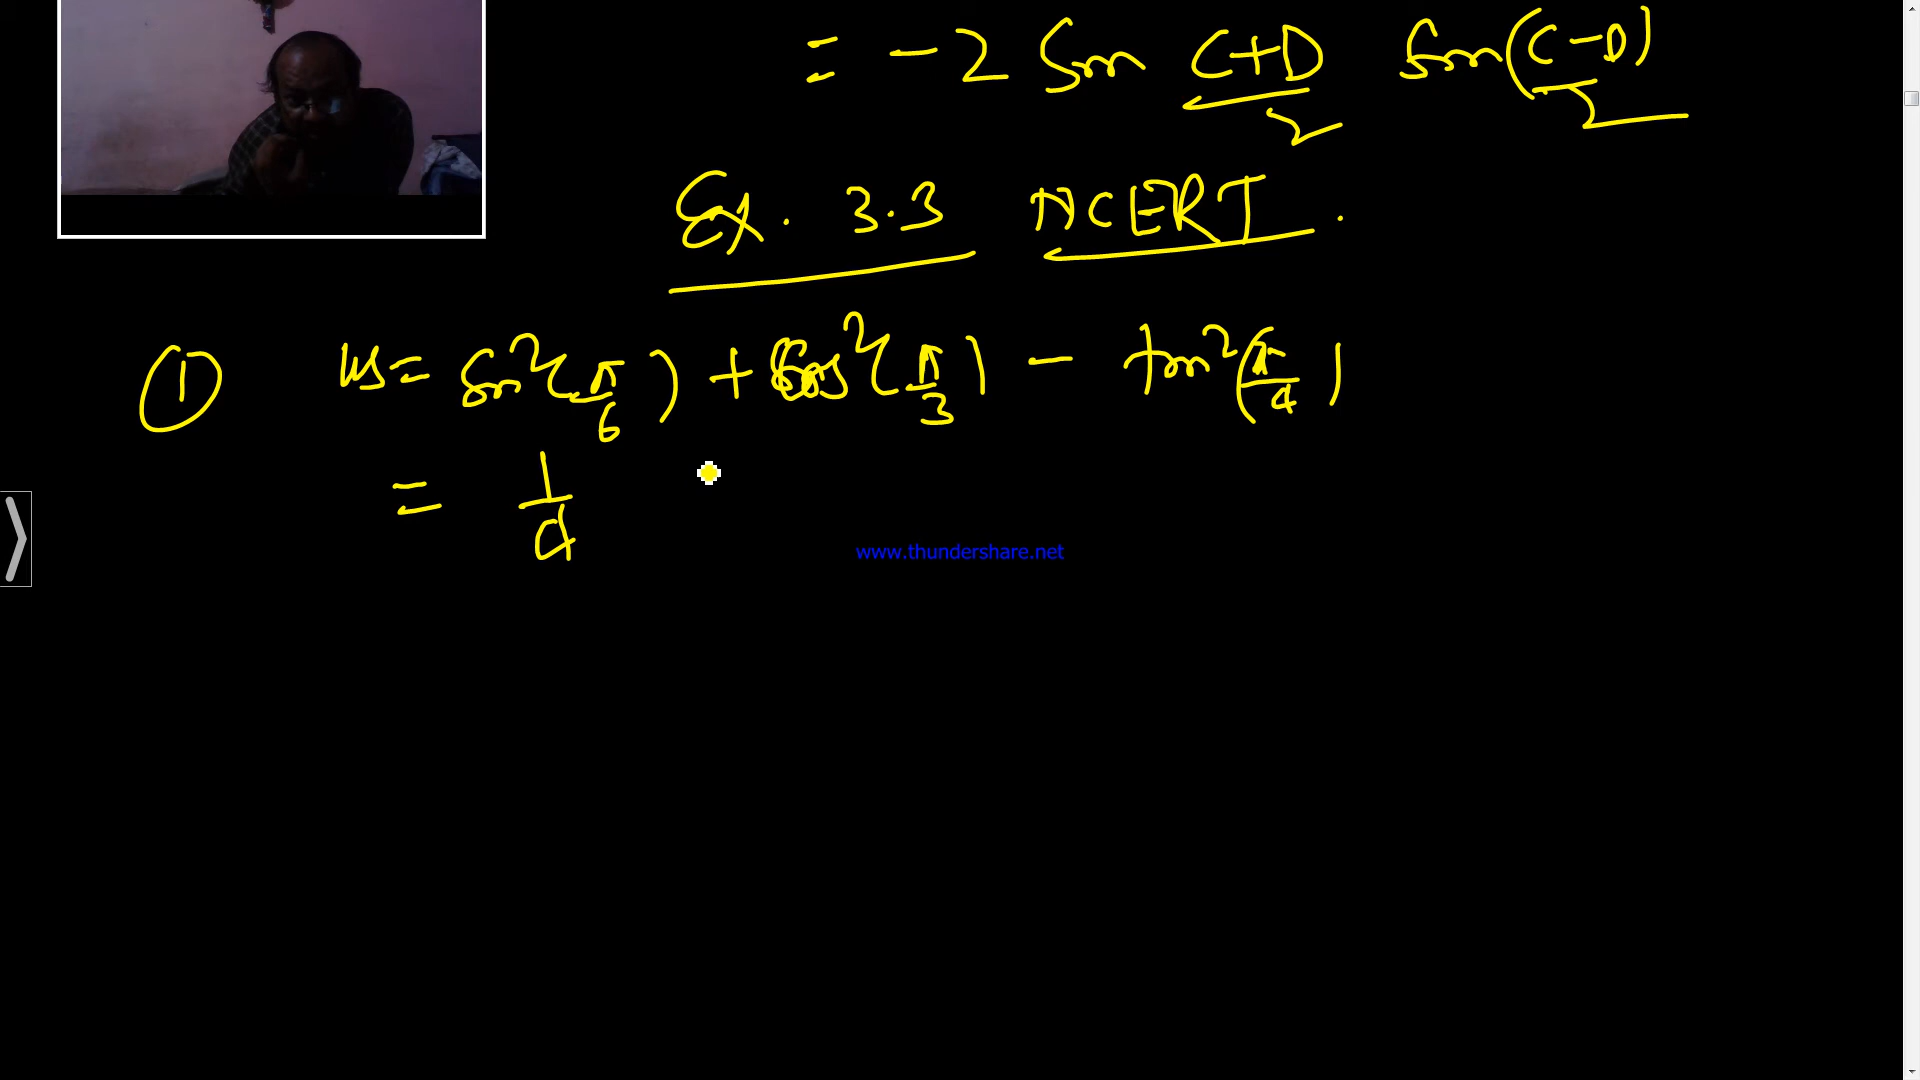 = -2 Sin C+D/2 Sin (C-D)/2
Ex. 3.3 NCERT.
① LHS = Sin²(π/6) + Cos²(π/3) - tan²(π/4)
= 1/4
www.thundershare.net